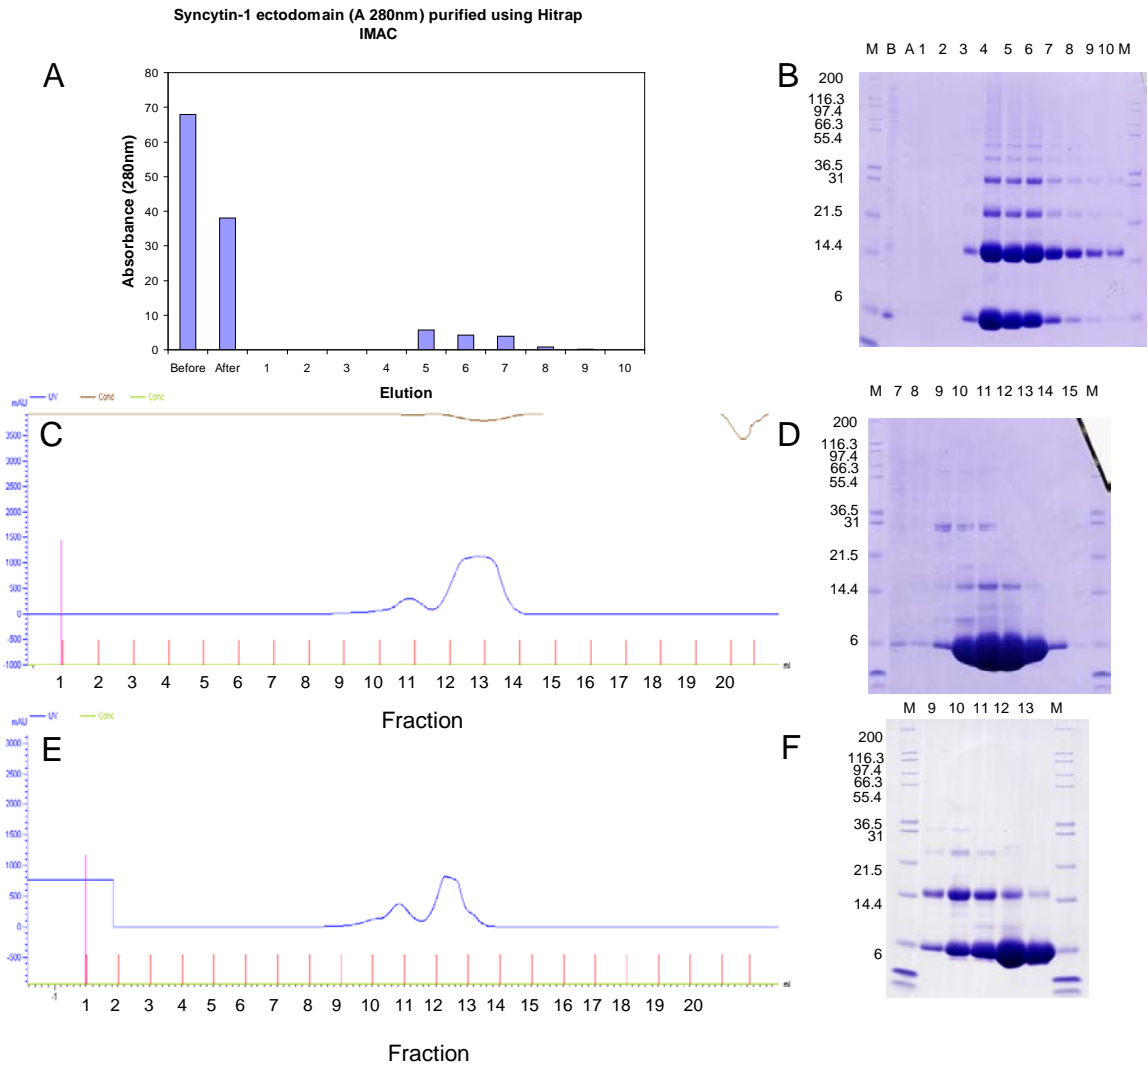 Syncytin-1 ectodomain (A 280nm) purified using Hitrap
IMAC
A
Absorbance (280nm)
80
70
60
50
40
30
20
10
0
Before After 1 2 3 4 5 6 7 8 9 10
Elution
B
M B A 1 2 3 4 5 6 7 8 9 10 M
200
116.3
97.4
66.3
55.4
36.5
31
21.5
14.4
6
C
mAU UV Cond Conc
3500
3000
2500
2000
1500
1000
500
0
-500
-1000
ml
1 2 3 4 5 6 7 8 9 10 11 12 13 14 15 16 17 18 19 20
Fraction
D
M 7 8 9 10 11 12 13 14 15 M
200
116.3
97.4
66.3
55.4
36.5
31
21.5
14.4
6
E
mAU UV Conc
3000
2500
2000
1500
1000
500
0
-500
-1
ml
1 2 3 4 5 6 7 8 9 10 11 12 13 14 15 16 17 18 19 20
Fraction
F
M 9 10 11 12 13 M
200
116.3
97.4
66.3
55.4
36.5
31
21.5
14.4
6